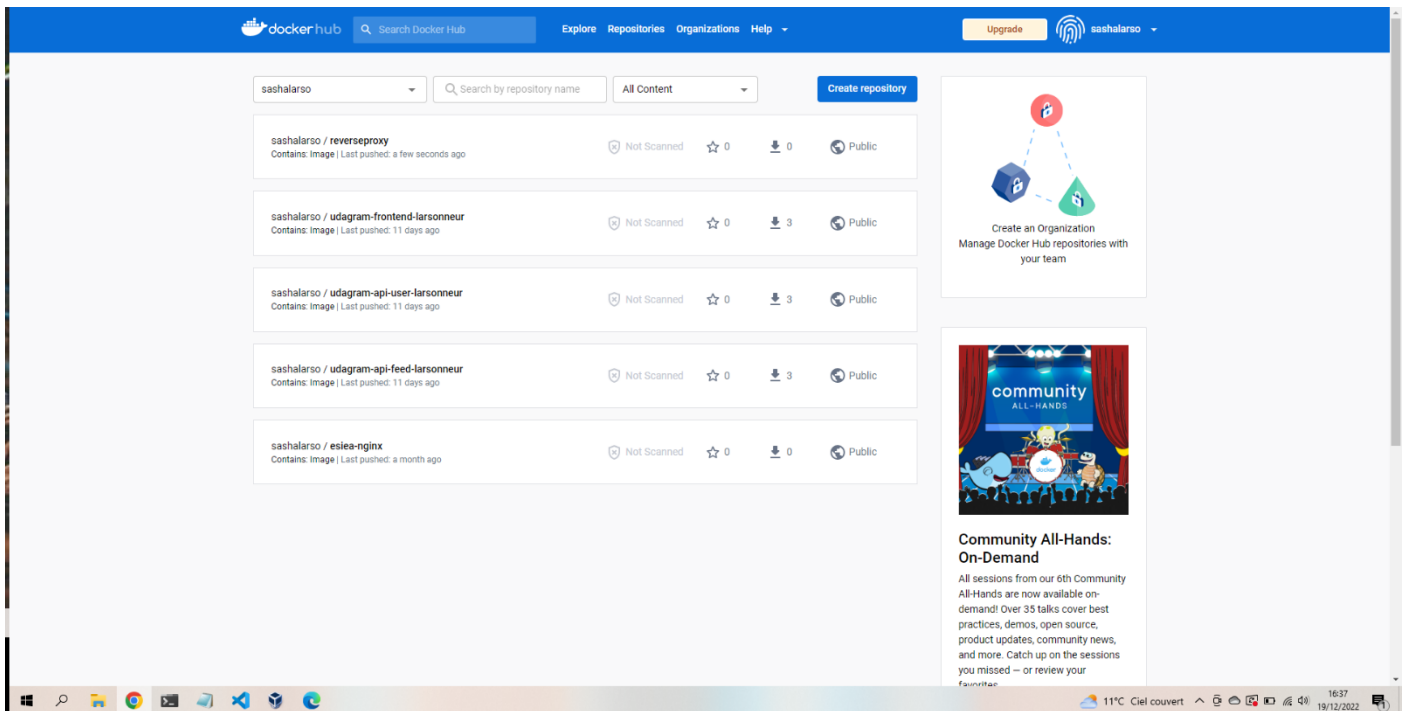 dockerhub
Search Docker Hub
Explore Repositories Organizations Help
Upgrade
sashalarso
sashalarso
Search by repository name
All Content
Create repository
sashalarso / reverseproxy
Contains: Image | Last pushed: a few seconds ago
Not Scanned
0
0
Public
sashalarso / udagram-frontend-larsonneur
Contains: Image | Last pushed: 11 days ago
Not Scanned
0
3
Public
sashalarso / udagram-api-user-larsonneur
Contains: Image | Last pushed: 11 days ago
Not Scanned
0
3
Public
sashalarso / udagram-api-feed-larsonneur
Contains: Image | Last pushed: 11 days ago
Not Scanned
0
3
Public
sashalarso / esiea-nginx
Contains: Image | Last pushed: a month ago
Not Scanned
0
0
Public
Create an Organization
Manage Docker Hub repositories with
your team
community
ALL-HANDS
docker
Community All-Hands:
On-Demand
All sessions from our 6th Community
All-Hands are now available on-
demand! Over 35 talks cover best
practices, demos, open source,
product updates, community news,
and more. Catch up on the sessions
you missed — or review your
favorites
11°C Ciel couvert
16:37
19/12/2022
1